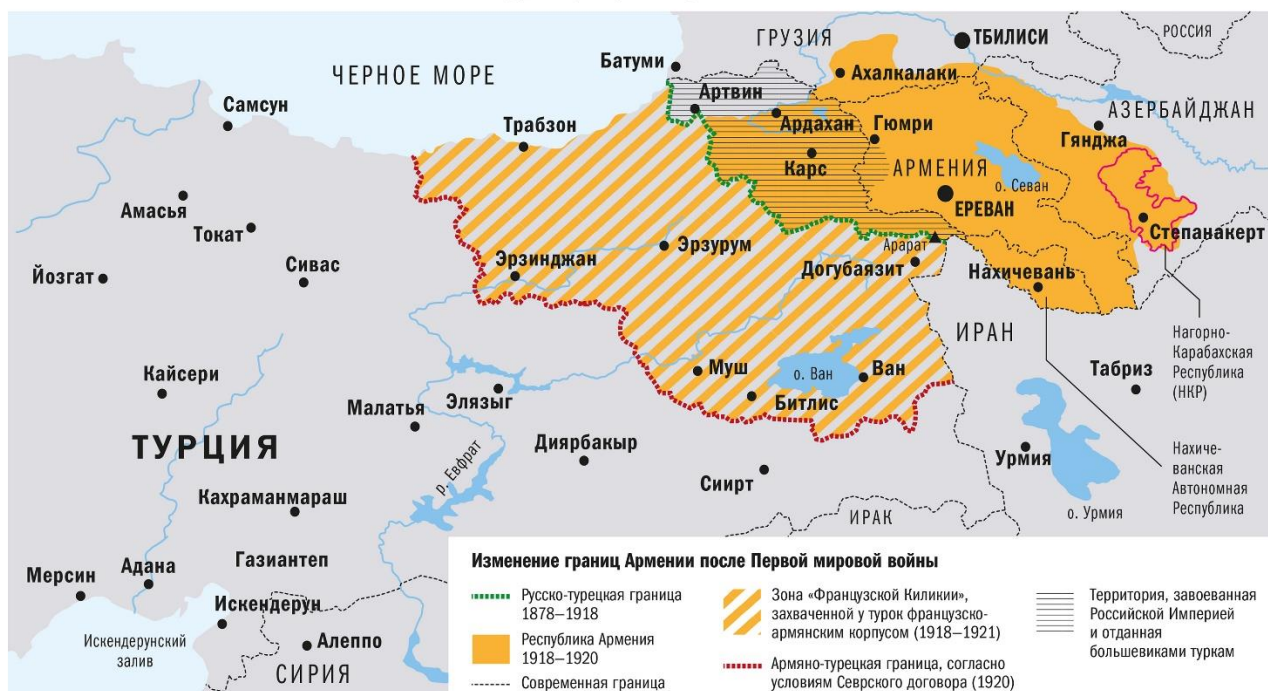 ЧЕРНОЕ МОРЕ
ГРУЗИЯ
ТБИЛИСИ
РОССИЯ
Батуми
Ахалкалаки
Артвин
АЗЕРБАЙДЖАН
Самсун
Трабзон
Ардахан
Гюмри
Гянджа
Карс
АРМЕНИЯ
о. Севан
Амасья
ЕРЕВАН
Токат
Степанакерт
Эрзурум
Арарат
Йозгат
Сивас
Эрзинджан
Догубаязит
Нахичевань
ИРАН
Нагорно-
Карабахская
Республика
(НКР)
Кайсери
Муш
о. Ван
Ван
Табриз
Малатья
Элязыг
Битлис
ТУРЦИЯ
р. Евфрат
Диярбакыр
Урмия
Нахиче-
ванская
Автономная
Республика
Сиирт
Кахраманмараш
ИРАК
о. Урмия
Газиантеп
Мерсин
Адана
Искендерун
Искендерунский
залив
Алеппо
СИРИЯ
Изменение границ Армении после Первой мировой войны
Русско-турецкая граница
1878–1918
Республика Армения
1918–1920
Современная граница
Зона «Французской Киликии»,
захваченной у турок французско-
армянским корпусом (1918–1921)
Армяно-турецкая граница, согласно
условиям Севрского договора (1920)
Территория, завоеванная
Российской Империей
и отданная
большевиками туркам